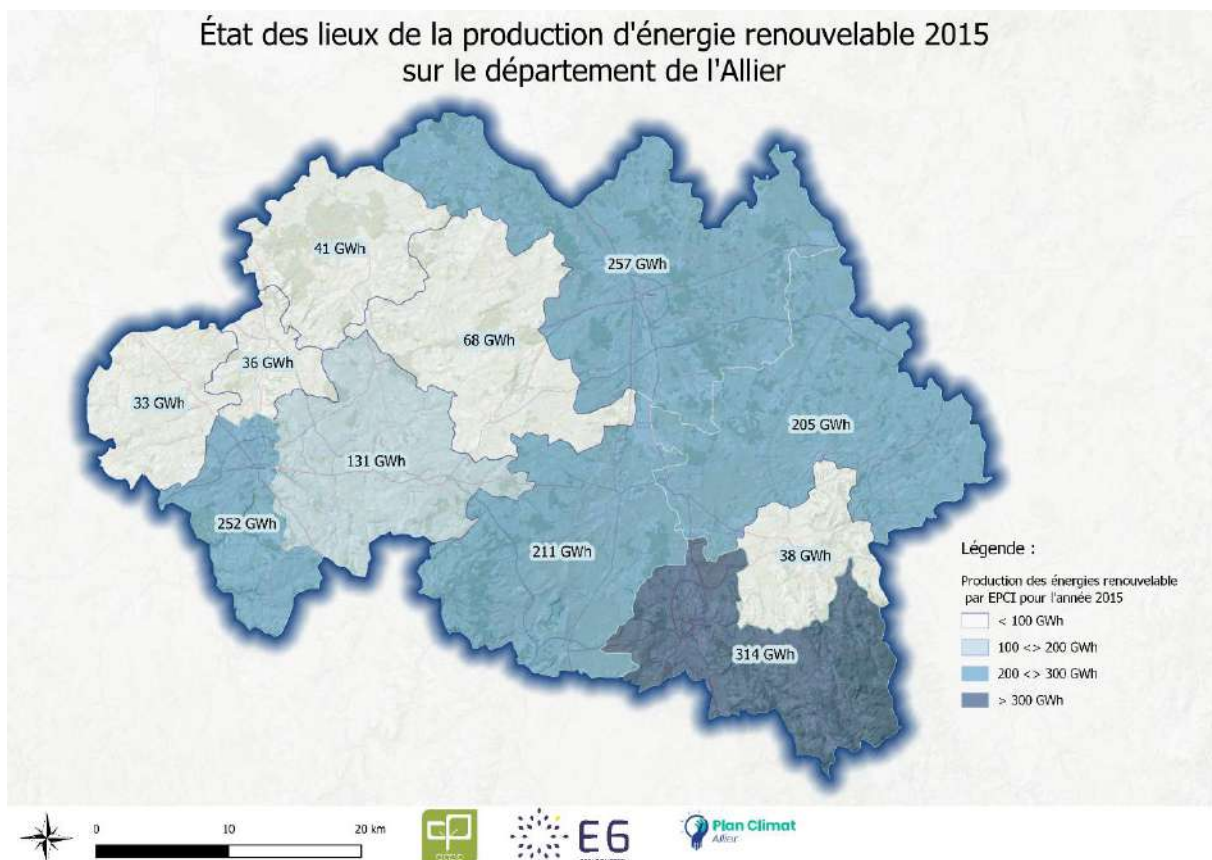 État des lieux de la production d'énergie renouvelable 2015
sur le département de l'Allier
41 GWh
257 GWh
68 GWh
36 GWh
33 GWh
205 GWh
131 GWh
252 GWh
211 GWh
38 GWh
314 GWh
Légende :
Production des énergies renouvelable
par EPCI pour l'année 2015
< 100 GWh
100 <> 200 GWh
200 <> 300 GWh
> 300 GWh
0 10 20 km
E6
Plan Climat
Allier